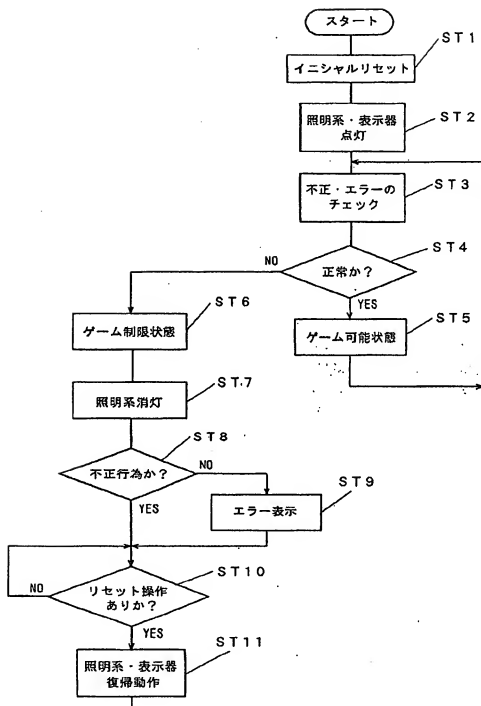 スタート
ST1
イニシャルリセット
ST2
照明系・表示器
点灯
ST3
不正・エラーの
チェック
ST4
正常か?
NO
YES
ST6
ゲーム制限状態
ST5
ゲーム可能状態
ST7
照明系消灯
ST8
不正行為か?
NO
YES
ST9
エラー表示
ST10
リセット操作
ありか?
NO
YES
ST11
照明系・表示器
復帰動作